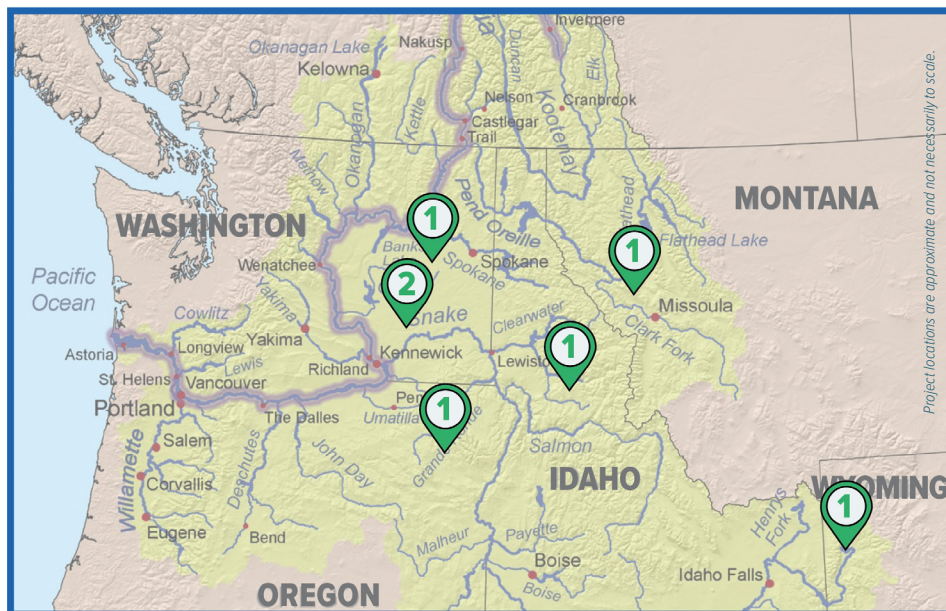 Invermere
Nakusp
Okanagan Lake
Kelowna
Duncan
Elk
Nelson
Cranbrook
Kettle
Castlegar
Trail
Kootenay
Okanogan
Methow
Pend Oreille
WASHINGTON
MONTANA
1
1
Flathead Lake
Wenatchee
Spokane
Spokane
Pacific
Ocean
2
Snake
Clearwater
Missoula
Clark Fork
Cowlitz
Yakima
Yakima
Astoria
Longview
Lewis
Kennewick
Richland
Lewiston
1
St. Helens
Vancouver
Portland
The Dalles
Umatilla
1
Salem
Willamette
Corvallis
Deschutes
John Day
Salmon
IDAHO
WYOMING
Henrys
Fork
1
Eugene
Bend
Malheur
Payette
Boise
Boise
Idaho Falls
OREGON
Project locations are approximate and not necessarily to scale.